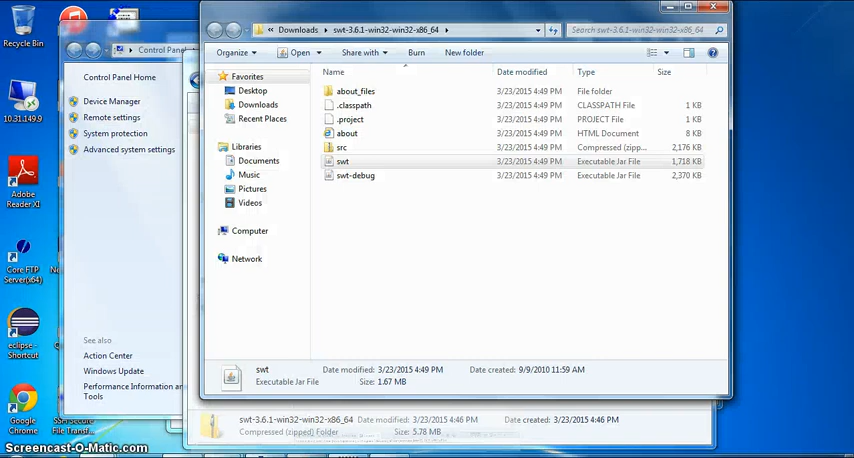 Downloads ▸ swt-3.6.1-win32-win32-x86_64 ▸
Search swt-3.6.1-win32-win32-x86_64
Organize
Open
Share with
Burn
New folder
Name
Date modified
Type
Size
Favorites
Desktop
Downloads
Recent Places
Libraries
Documents
Music
Pictures
Videos
Computer
Network
about_files 3/23/2015 4:49 PM File folder
.classpath 3/23/2015 4:49 PM CLASSPATH File 1 KB
.project 3/23/2015 4:49 PM PROJECT File 1 KB
about 3/23/2015 4:49 PM HTML Document 8 KB
src 3/23/2015 4:49 PM Compressed (zipp... 2,176 KB
swt 3/23/2015 4:49 PM Executable Jar File 1,718 KB
swt-debug 3/23/2015 4:49 PM Executable Jar File 2,370 KB
swt Date modified: 3/23/2015 4:49 PM Date created: 9/9/2010 11:59 AM
Executable Jar File Size: 1.67 MB
swt-3.6.1-win32-win32-x86_64 Date modified: 3/23/2015 4:46 PM Date created: 3/23/2015 4:46 PM
Compressed (zipped) Folder Size: 5.78 MB
Control Panel
Control Panel Home
Device Manager
Remote settings
System protection
Advanced system settings
See also
Action Center
Windows Update
Performance Information and
Tools
Recycle Bin
10.31.149.9
Adobe
Reader XI
Core FTP
Server(x64)
eclipse -
Shortcut
Google
Chrome
SSH Secure
File Transf...
Screencast-O-Matic.com